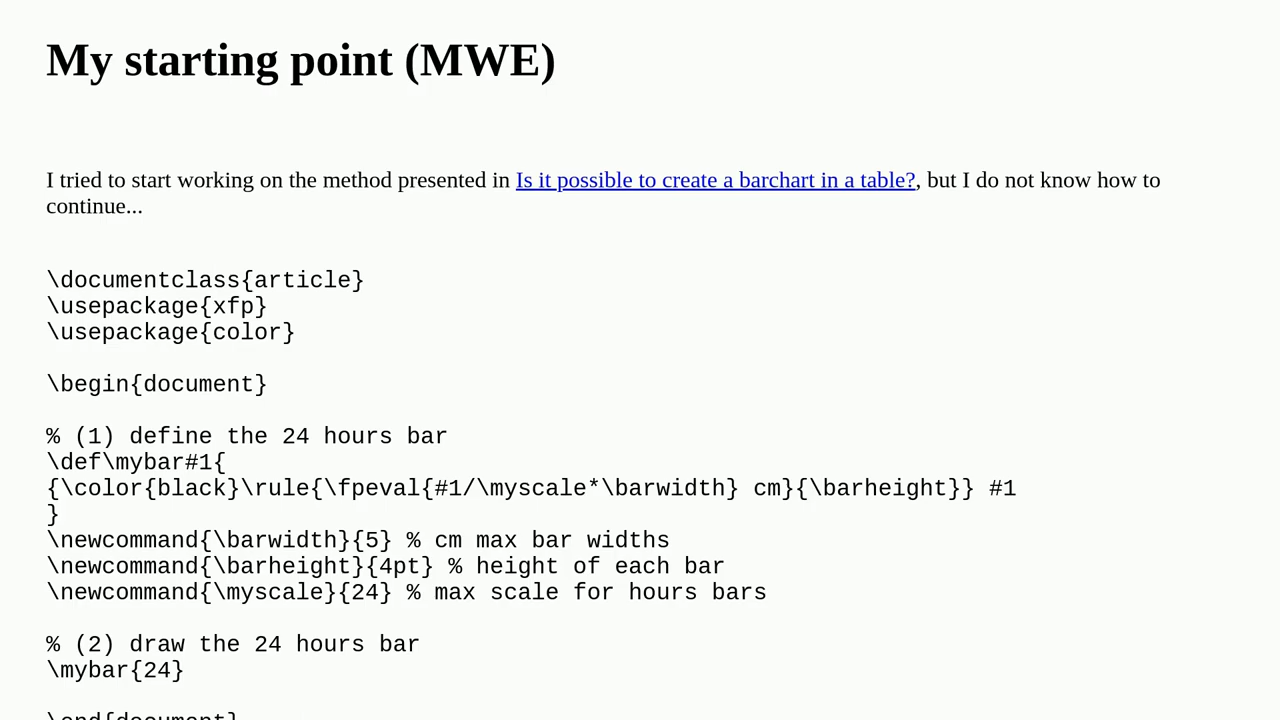 My starting point (MWE)
I tried to start working on the method presented in Is it possible to create a barchart in a table?, but I do not know how to
continue...
\documentclass{article}
\usepackage{xfp}
\usepackage{color}
\begin{document}
% (1) define the 24 hours bar
\def\mybar#1{
{\color{black}\rule{\fpeval{#1/\myscale*\barwidth} cm}{\barheight}} #1
}
\newcommand{\barwidth}{5} % cm max bar widths
\newcommand{\barheight}{4pt} % height of each bar
\newcommand{\myscale}{24} % max scale for hours bars
% (2) draw the 24 hours bar
\mybar{24}
\end{document}